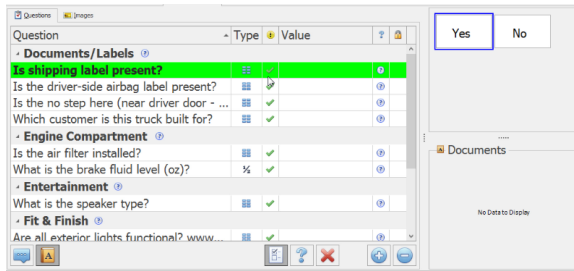 Questions Images
Question Type Value ?
Documents/Labels
Is shipping label present?
Is the driver-side airbag label present?
Is the no step here (near driver door - ...
Which customer is this truck built for?
Engine Compartment
Is the air filter installed?
What is the brake fluid level (oz)? ½
Entertainment
What is the speaker type?
Fit & Finish
Are all exterior lights functional? www...
A
Yes No
Documents
No Data to Display